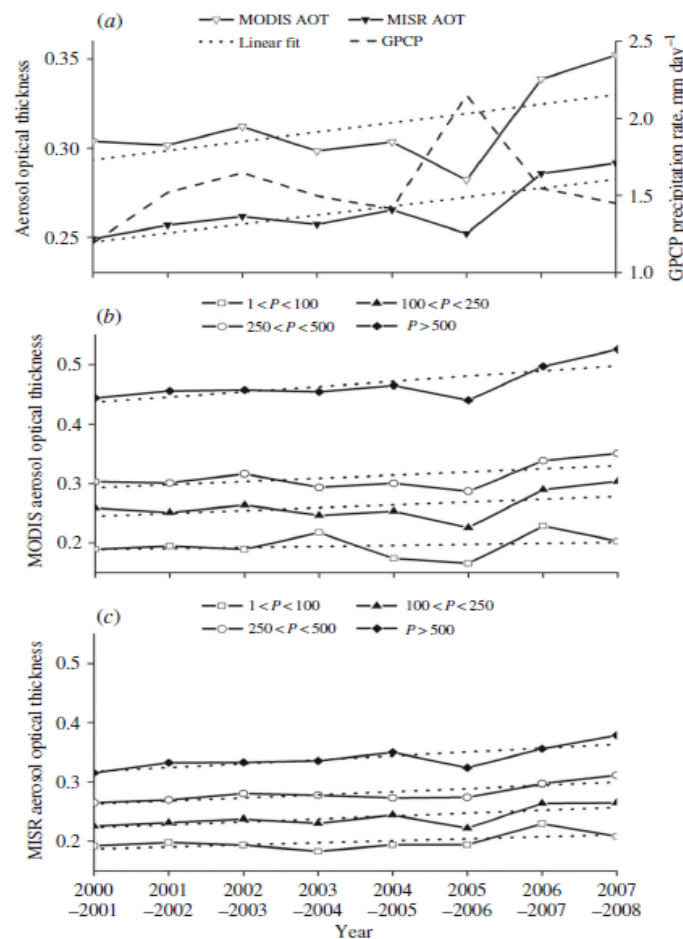 (a)
MODIS AOT
MISR AOT
Linear fit
GPCP
0.35
0.30
0.25
Aerosol optical thickness
2.5
2.0
1.5
1.0
GPCP precipitation rate, mm day⁻¹
(b)
1 < P < 100
100 < P < 250
250 < P < 500
P > 500
0.5
0.4
0.3
0.2
MODIS aerosol optical thickness
(c)
1 < P < 100
100 < P < 250
250 < P < 500
P > 500
0.5
0.4
0.3
0.2
MISR aerosol optical thickness
2000 2001 2002 2003 2004 2005 2006 2007
–2001 –2002 –2003 –2004 –2005 –2006 –2007 –2008
Year